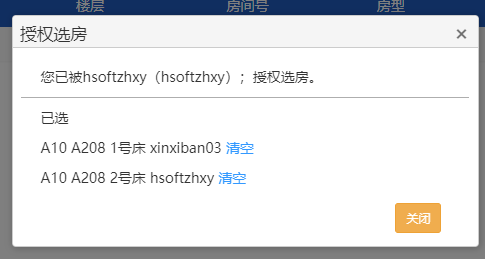 楼层 房间号 房型
授权选房 ×
您已被hsoftzhxy（hsoftzhxy）；授权选房。
已选
A10 A208 1号床 xinxiban03 清空
A10 A208 2号床 hsoftzhxy 清空
关闭